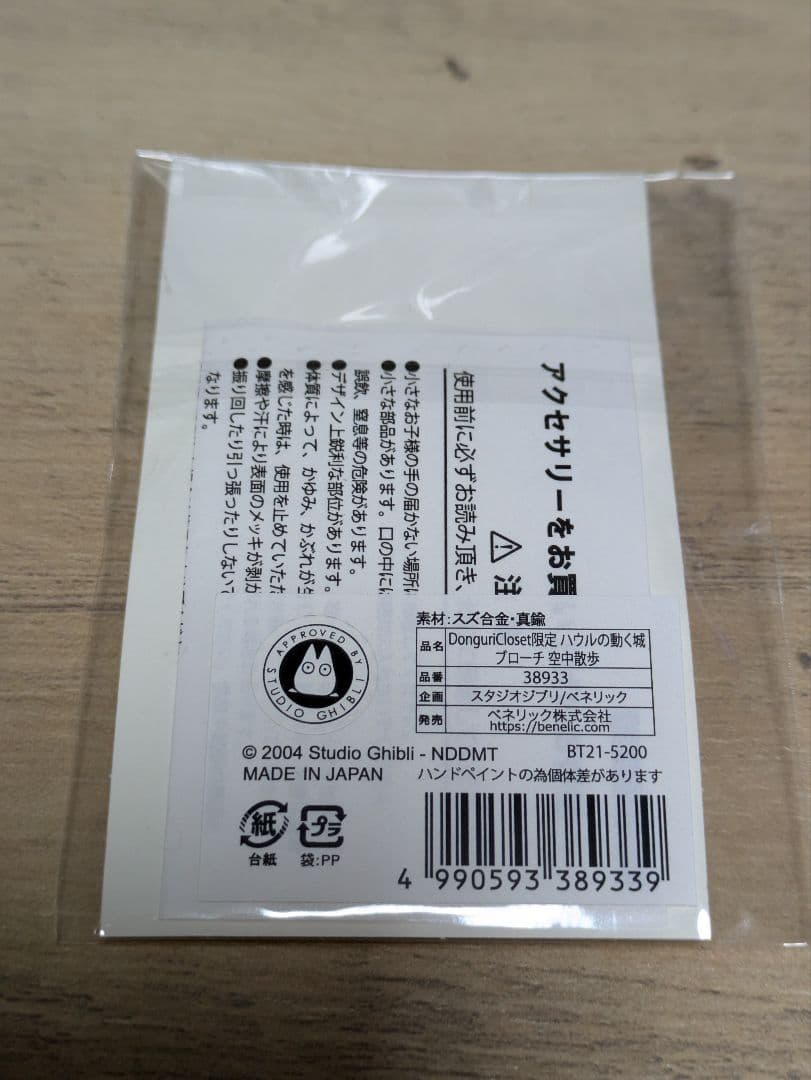 アクセサリーをお買
⚠ 注
使用前に必ずお読み頂き、
●小さなお子様の手の届かない場所に
●小さな部品があります。口の中に
誤飲、窒息等の危険があります。
●デザイン上鋭利な部位があります。
●体質によって、かゆみ、かぶれが
を感じた時は、使用を止めていた
●摩擦や汗により表面のメッキが剥が
●振り回したり引っ張ったりしない
なります。
APPROVED BY
STUDIO GHIBLI
素材：スズ合金・真鍮
品名 DonguriCloset限定 ハウルの動く城
ブローチ 空中散歩
品番 38933
企画 スタジオジブリ/ベネリック
発売 ベネリック株式会社
https://benelic.com/
© 2004 Studio Ghibli - NDDMT BT21-5200
MADE IN JAPAN ハンドペイントの為個体差があります
紙 プラ
台紙 袋:PP
4 990593 389339